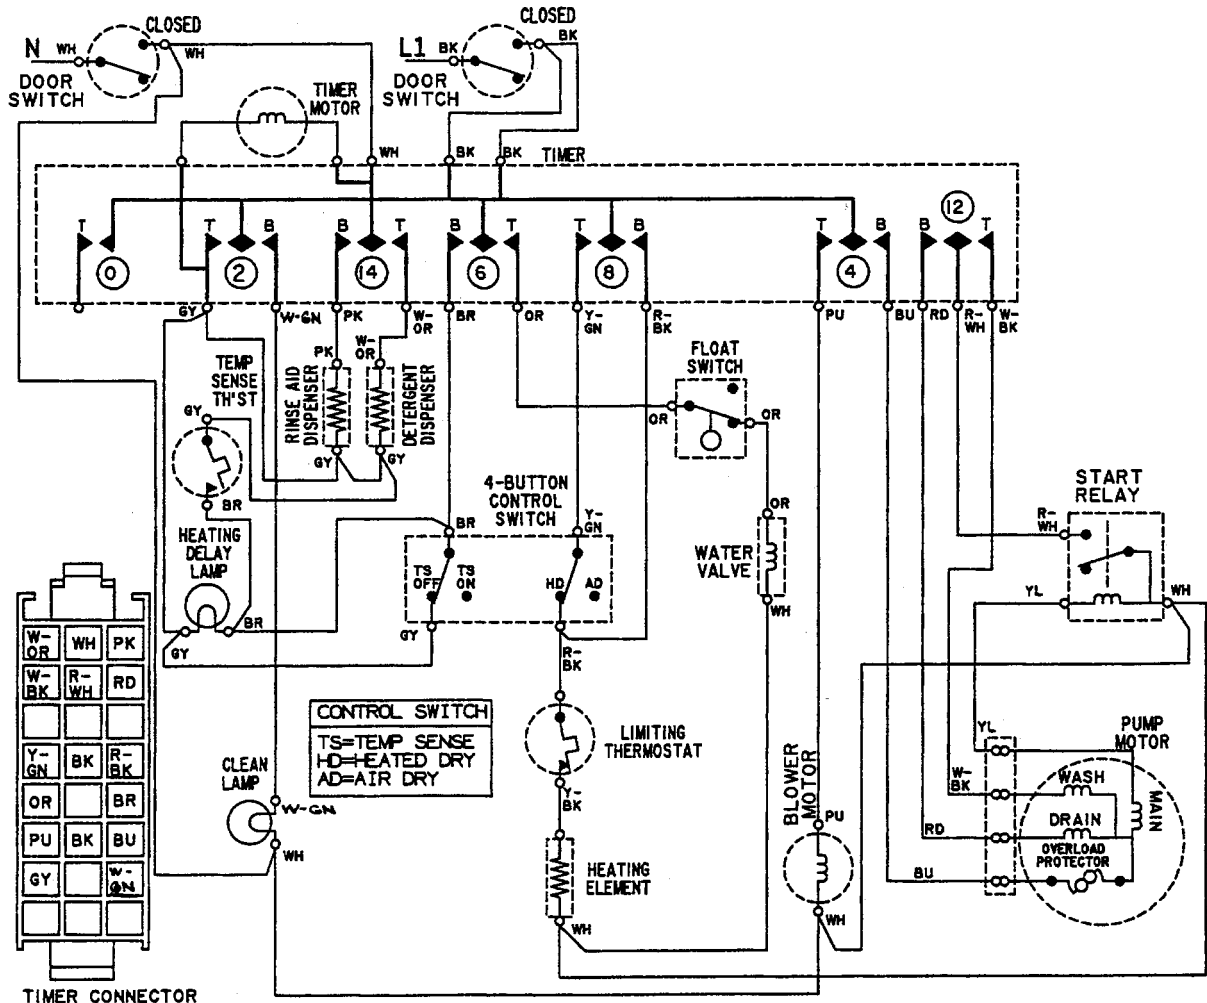 CLOSED
N
WH
WH
DOOR
SWITCH
TIMER
MOTOR
CLOSED
BK
L1
BK
DOOR
SWITCH
WH
BK
BK
TIMER
T
T
B
B
T
B
T
T
B
T
B
B
12
T
0
2
14
6
8
4
GY
W-GN
PK
W-
OR
BR
OR
Y-
GN
R-
BK
PU
BU
RD
R-
WH
W-
BK
TEMP
SENSE
TH'ST
PK
W-
OR
RINSE AID
DISPENSER
DETERGENT
DISPENSER
GY
GY
FLOAT
SWITCH
OR
OR
GY
BR
HEATING
DELAY
LAMP
BR
GY
4-BUTTON
CONTROL
SWITCH
BR
Y-
GN
TS
OFF
TS
ON
HD
AD
GY
R-
BK
OR
WATER
VALVE
WH
START
RELAY
R-
WH
YL
WH
W-
OR
WH
PK
W-
BK
R-
WH
RD
Y-
GN
BK
R-
BK
OR
BR
PU
BK
BU
GY
W-
GN
TIMER CONNECTOR
CONTROL SWITCH
TS=TEMP SENSE
HD=HEATED DRY
AD=AIR DRY
LIMITING
THERMOSTAT
Y-
BK
CLEAN
LAMP
W-GN
WH
HEATING
ELEMENT
WH
BLOWER
MOTOR
PU
WH
YL
W-
BK
RD
BU
PUMP
MOTOR
WASH
MAIN
DRAIN
OVERLOAD
PROTECTOR